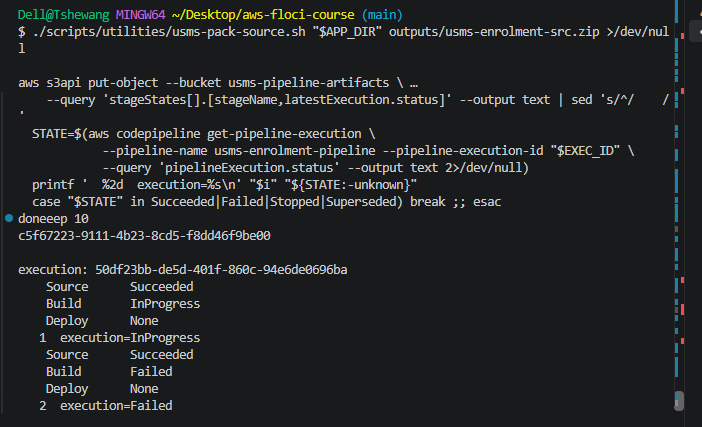 Dell@Tshewang MINGW64 ~/Desktop/aws-floci-course (main)
$ ./scripts/utilities/usms-pack-source.sh "$APP_DIR" outputs/usms-enrolment-src.zip >/dev/nul
l

aws s3api put-object --bucket usms-pipeline-artifacts \ …
    --query 'stageStates[].[stageName,latestExecution.status]' --output text | sed 's/^/    /
'
  STATE=$(aws codepipeline get-pipeline-execution \
            --pipeline-name usms-enrolment-pipeline --pipeline-execution-id "$EXEC_ID" \
            --query 'pipelineExecution.status' --output text 2>/dev/null)
  printf '  %2d  execution=%s\n' "$i" "${STATE:-unknown}"
  case "$STATE" in Succeeded|Failed|Stopped|Superseded) break ;; esac
doneeep 10
c5f67223-9111-4b23-8cd5-f8dd46f9be00

execution: 50df23bb-de5d-401f-860c-94e6de0696ba
    Source      Succeeded
    Build       InProgress
    Deploy      None
   1  execution=InProgress
    Source      Succeeded
    Build       Failed
    Deploy      None
   2  execution=Failed